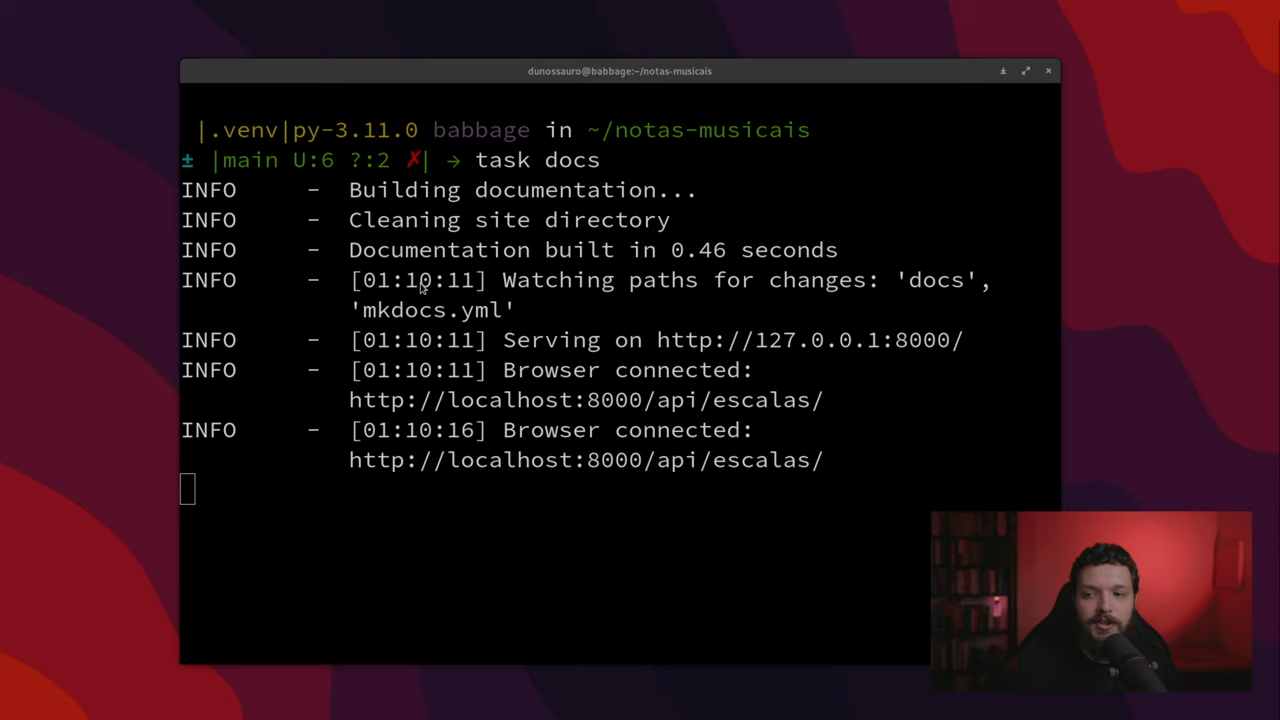 dunossauro@babbage:~/notas-musicais
|.venv|py-3.11.0 babbage in ~/notas-musicais
± |main U:6 ?:2 ✗| → task docs
INFO - Building documentation...
INFO - Cleaning site directory
INFO - Documentation built in 0.46 seconds
INFO - [01:10:11] Watching paths for changes: 'docs',
'mkdocs.yml'
INFO - [01:10:11] Serving on http://127.0.0.1:8000/
INFO - [01:10:11] Browser connected:
http://localhost:8000/api/escalas/
INFO - [01:10:16] Browser connected:
http://localhost:8000/api/escalas/